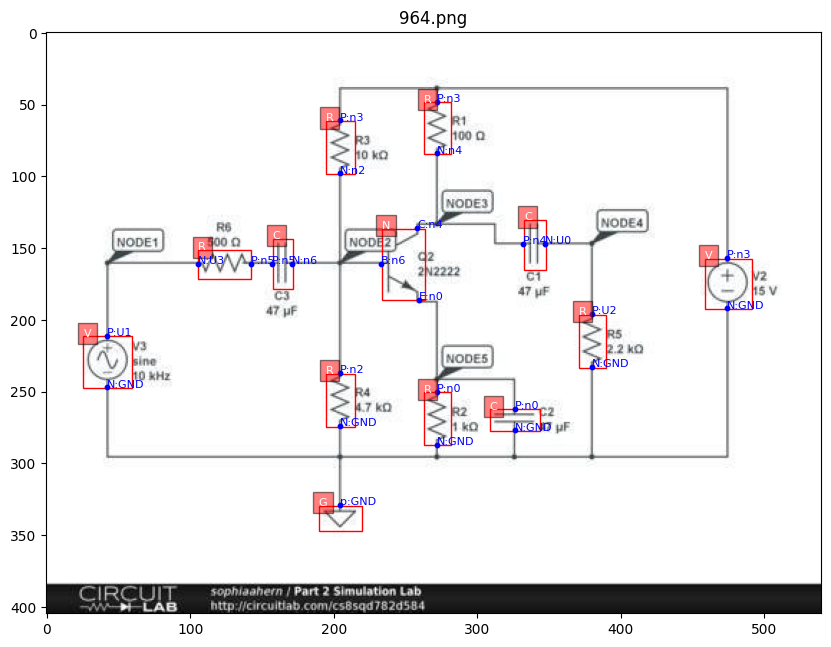 964.png
0
50
100
150
200
250
300
350
400
0
100
200
300
400
500
R
P:n3
R3
10 kΩ
N:n2
R
P:n3
R1
100 Ω
N:n4
NODE1
R6
500 Ω
R
N:U3
P:n5
C
P:n5
N:n6
C3
47 µF
NODE2
N
C:n4
B:n6
Q2
2N2222
E:n0
NODE3
C
P:n4
N:U0
C1
47 µF
NODE4
V
P:n3
V2
15 V
N:GND
R
P:U2
R5
2.2 kΩ
N:GND
V
P:U1
V3
sine
10 kHz
N:GND
R
P:n2
R4
4.7 kΩ
N:GND
NODE5
R
P:n0
R2
1 kΩ
N:GND
C
P:n0
C2
µF
N:GND
G
p:GND
CIRCUIT
LAB
sophiaahern / Part 2 Simulation Lab
http://circuitlab.com/cs8sqd782d584